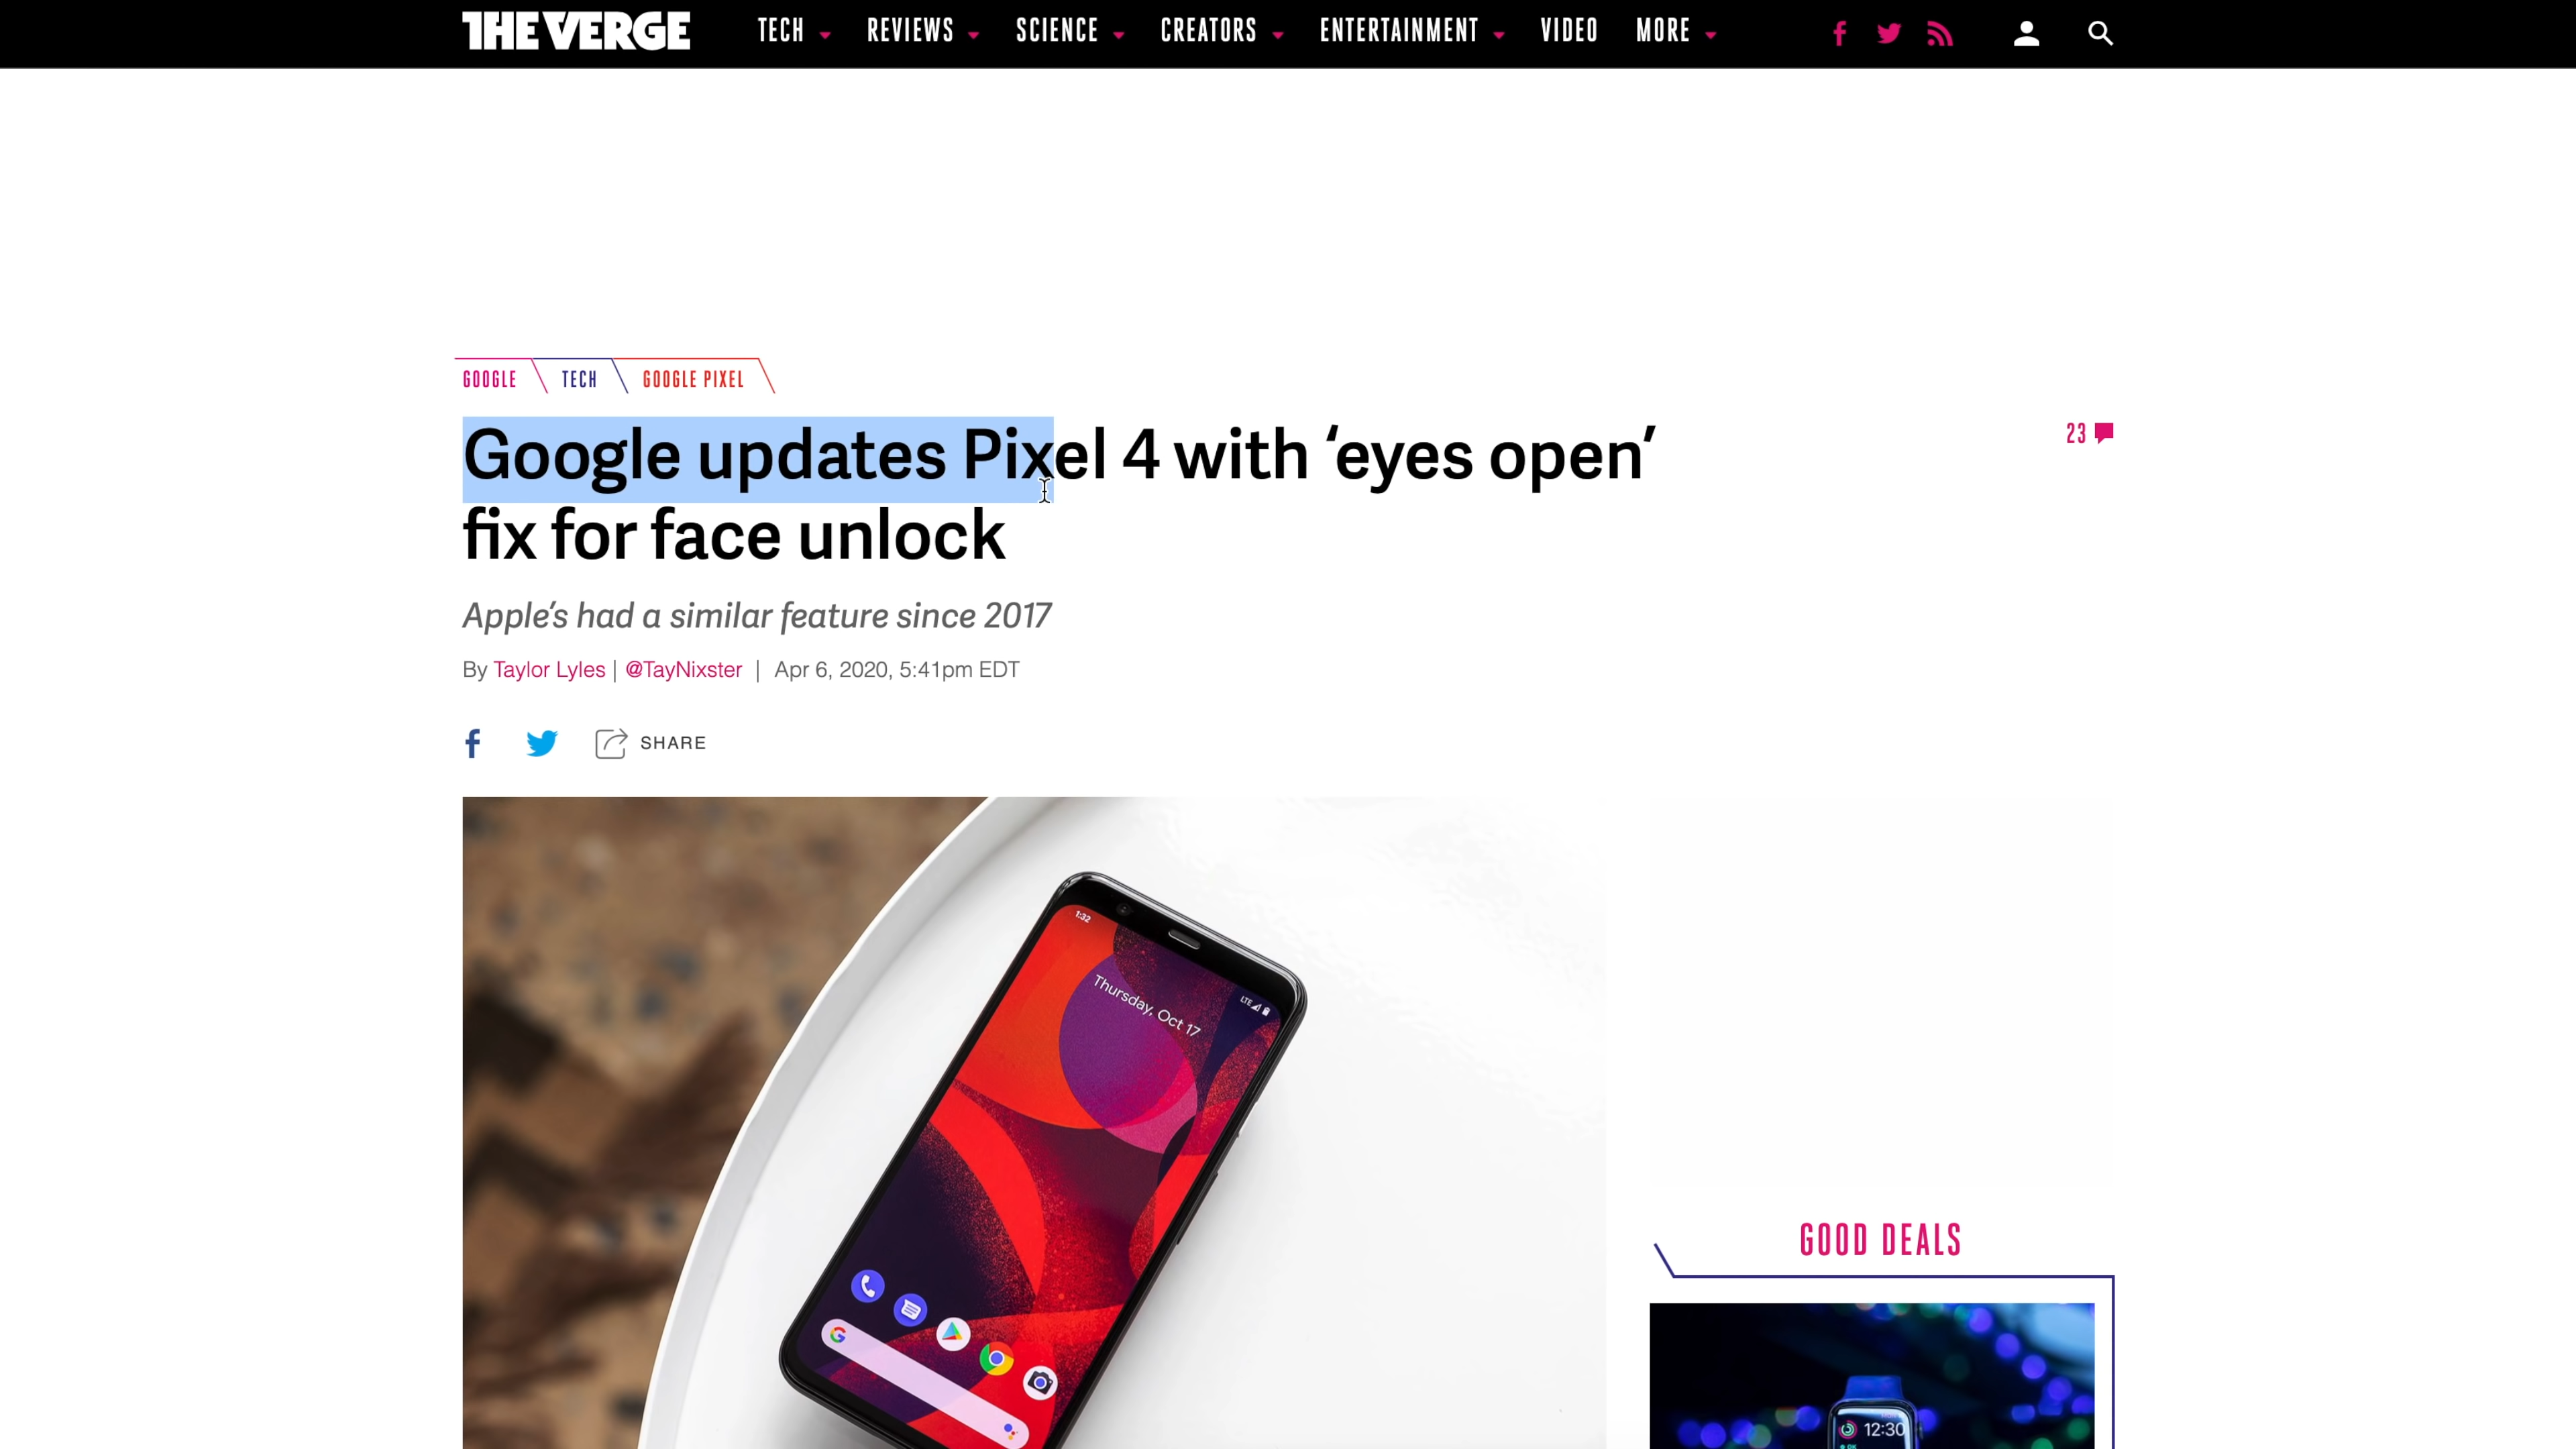 THE VERGE
TECH REVIEWS SCIENCE CREATORS ENTERTAINMENT VIDEO MORE
GOOGLE TECH GOOGLE PIXEL
Google updates Pixel 4 with ‘eyes open’
23
fix for face unlock
Apple’s had a similar feature since 2017
By Taylor Lyles | @TayNixster | Apr 6, 2020, 5:41pm EDT
SHARE
1:32
LTE
Thursday, Oct 17
GOOD DEALS
12:30